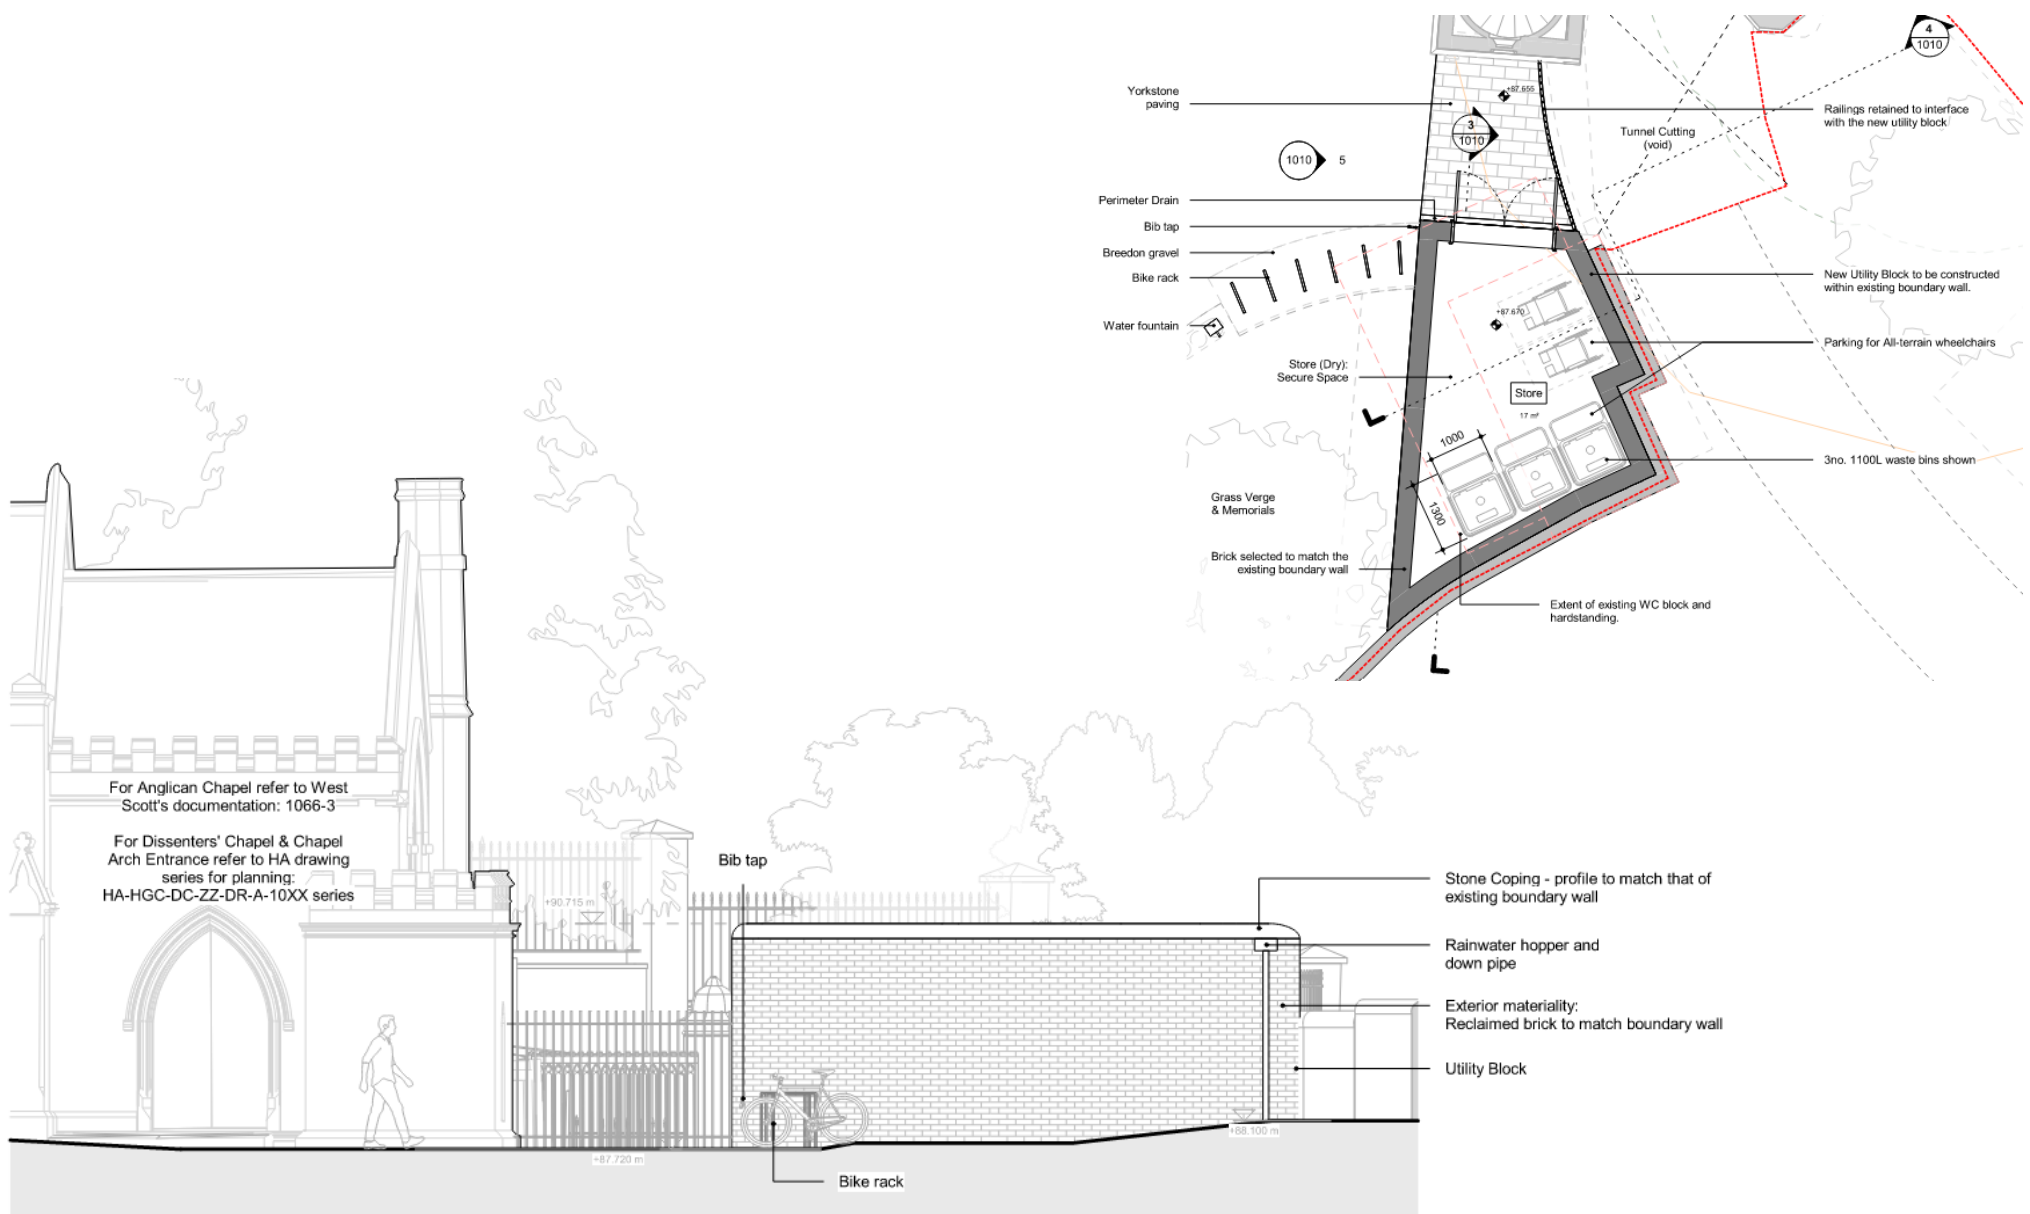 4
1010
Yorkstone
paving
+87.655
Railings retained to interface
with the new utility block
3
1010
Tunnel Cutting
(void)
1010
5
Perimeter Drain
Bib tap
Breedon gravel
Bike rack
New Utility Block to be constructed
within existing boundary wall.
Water fountain
+87.670
Parking for All-terrain wheelchairs
Store (Dry):
Secure Space
Store
17 m²
1000
3no. 1100L waste bins shown
Grass Verge
& Memorials
1300
Brick selected to match the
existing boundary wall
Extent of existing WC block and
hardstanding.
For Anglican Chapel refer to West
Scott's documentation: 1066-3
For Dissenters' Chapel & Chapel
Arch Entrance refer to HA drawing
series for planning:
HA-HGC-DC-ZZ-DR-A-10XX series
Bib tap
+90.715 m
Stone Coping - profile to match that of
existing boundary wall
Rainwater hopper and
down pipe
Exterior materiality:
Reclaimed brick to match boundary wall
Utility Block
+88.100 m
+87.720 m
Bike rack